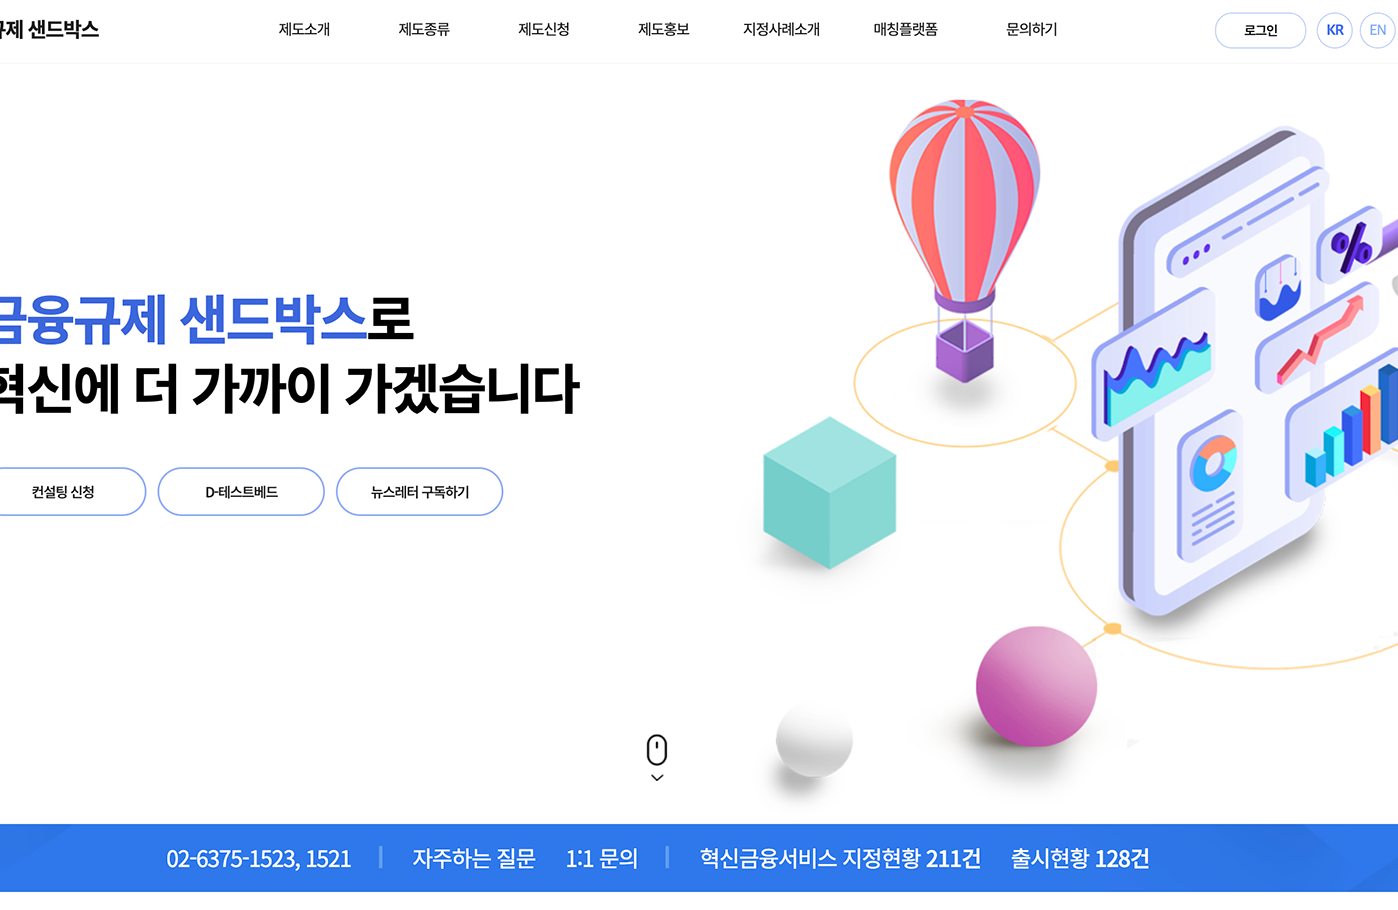 규제 샌드박스
제도소개
제도종류
제도신청
제도홍보
지정사례소개
매칭플랫폼
문의하기
로그인
KR
EN
금융규제 샌드박스로
혁신에 더 가까이 가겠습니다
컨설팅 신청
D-테스트베드
뉴스레터 구독하기
02-6375-1523, 1521 | 자주하는 질문 1:1 문의 | 혁신금융서비스 지정현황 211건 출시현황 128건